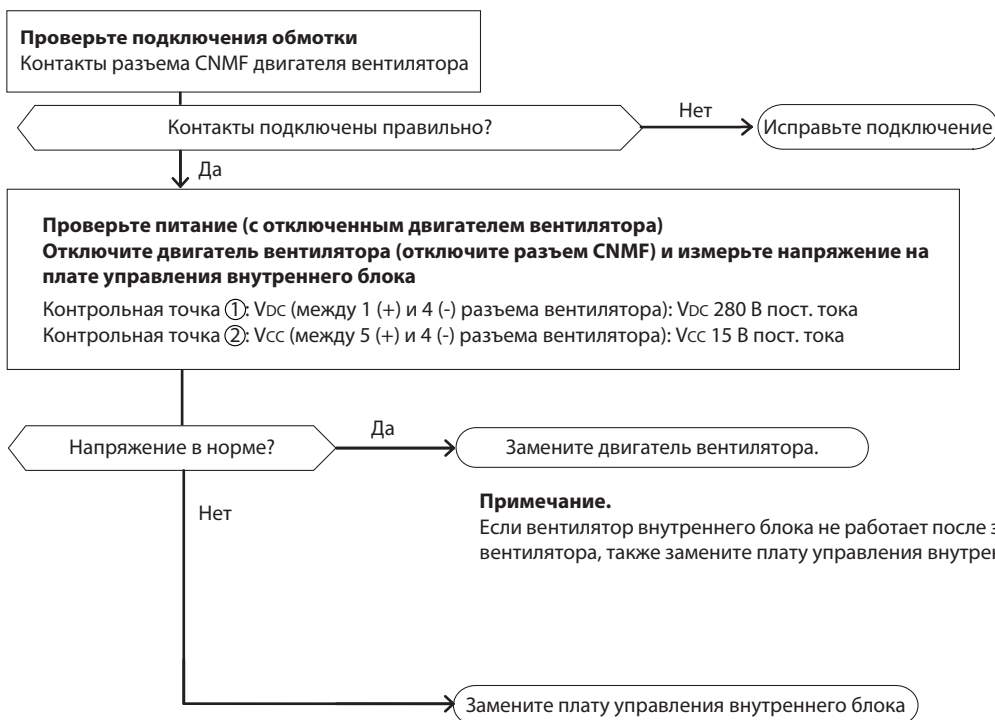 Проверьте подключения обмотки
Контакты разъема CNMF двигателя вентилятора
Контакты подключены правильно?
Нет
Исправьте подключение
Да
Проверьте питание (с отключенным двигателем вентилятора)
Отключите двигатель вентилятора (отключите разъем CNMF) и измерьте напряжение на
плате управления внутреннего блока
Контрольная точка ①: VDC (между 1 (+) и 4 (-) разъема вентилятора): VDC 280 В пост. тока
Контрольная точка ②: VCC (между 5 (+) и 4 (-) разъема вентилятора): VCC 15 В пост. тока
Напряжение в норме?
Да
Замените двигатель вентилятора.
Нет
Примечание.
Если вентилятор внутреннего блока не работает после
вентилятора, также замените плату управления
Замените плату управления внутреннего блока